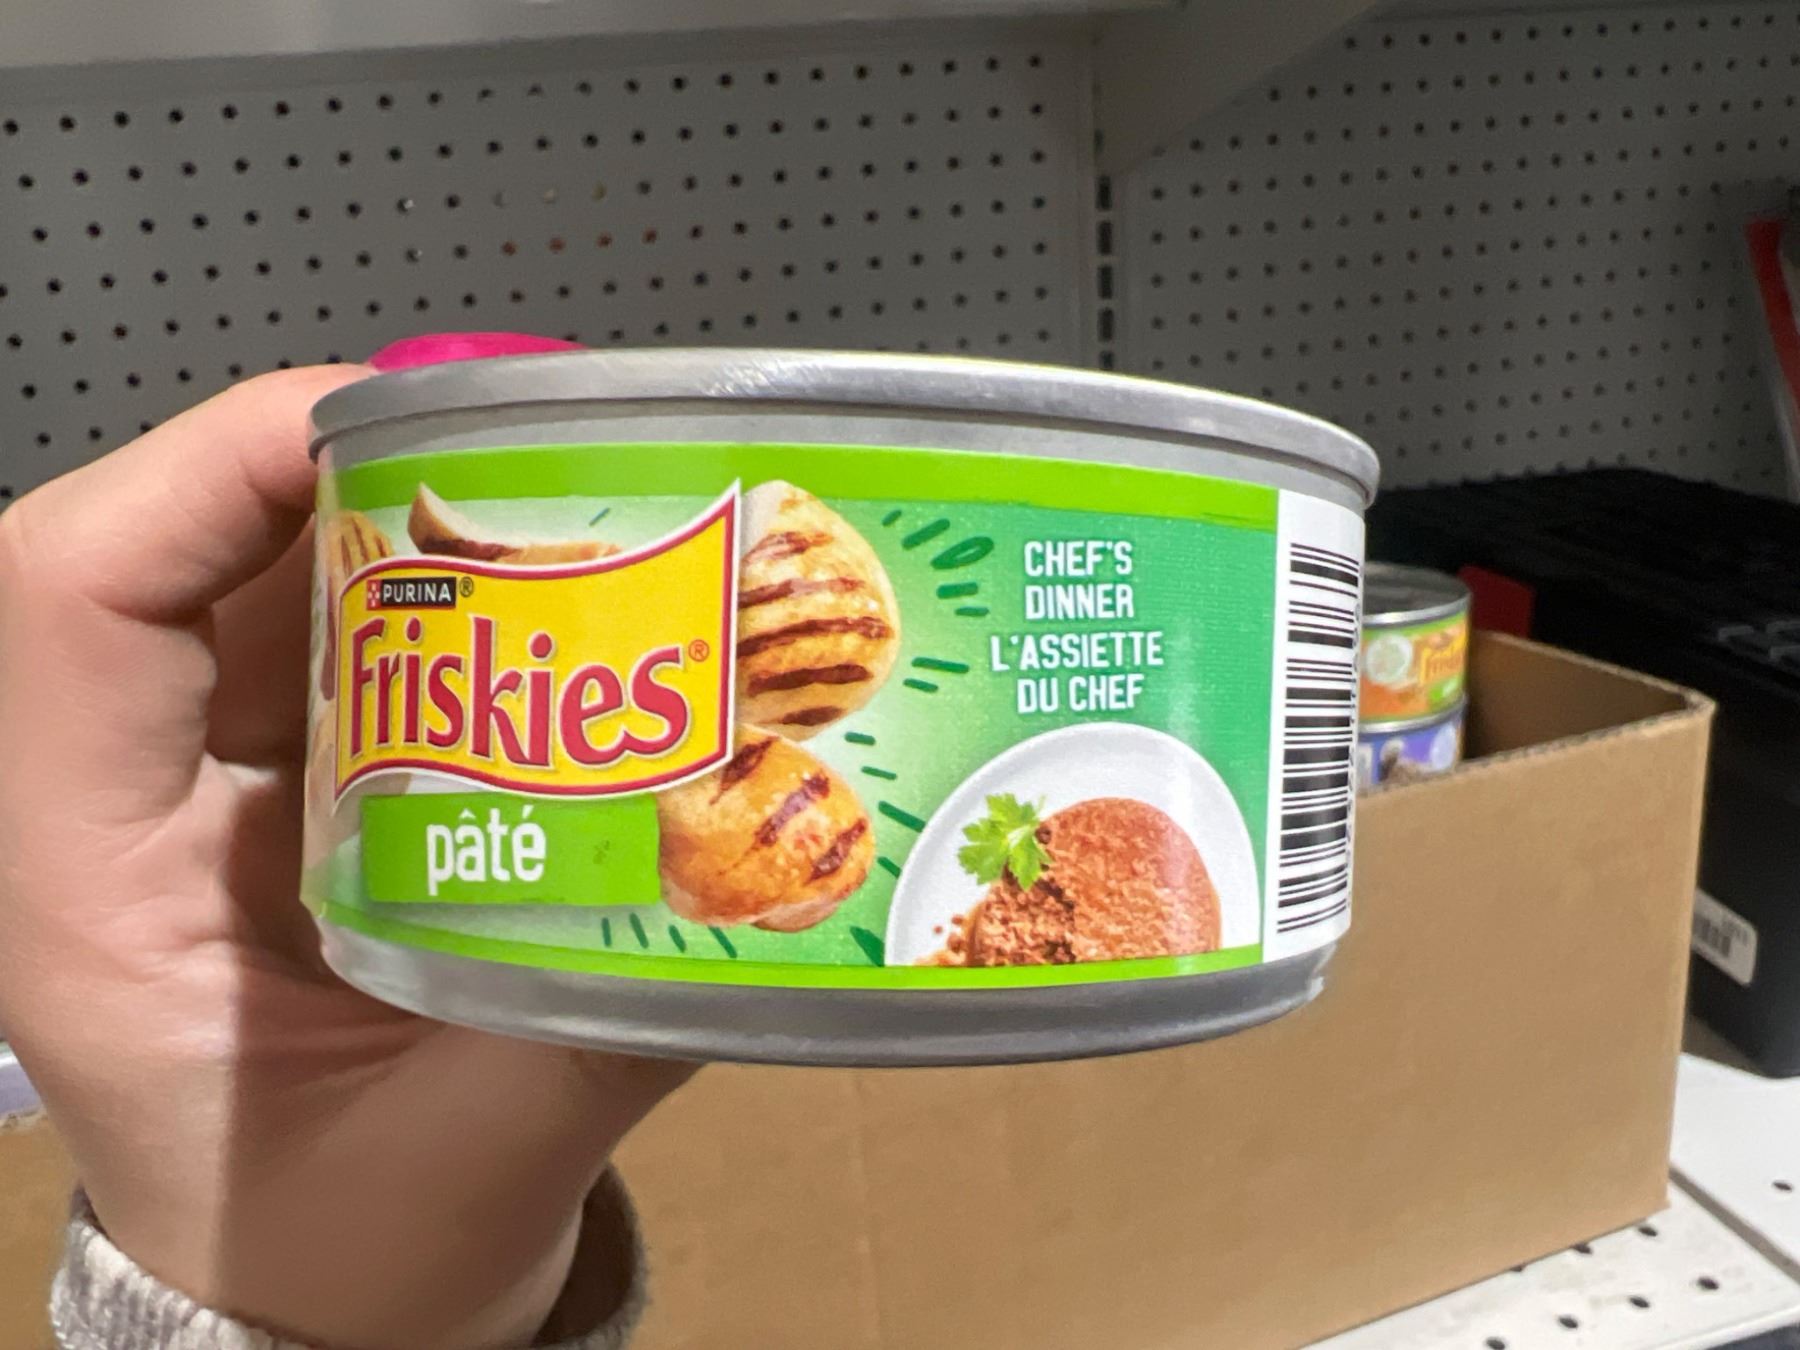 PURINA®
Friskies®
pâté
CHEF'S
DINNER
L'ASSIETTE
DU CHEF